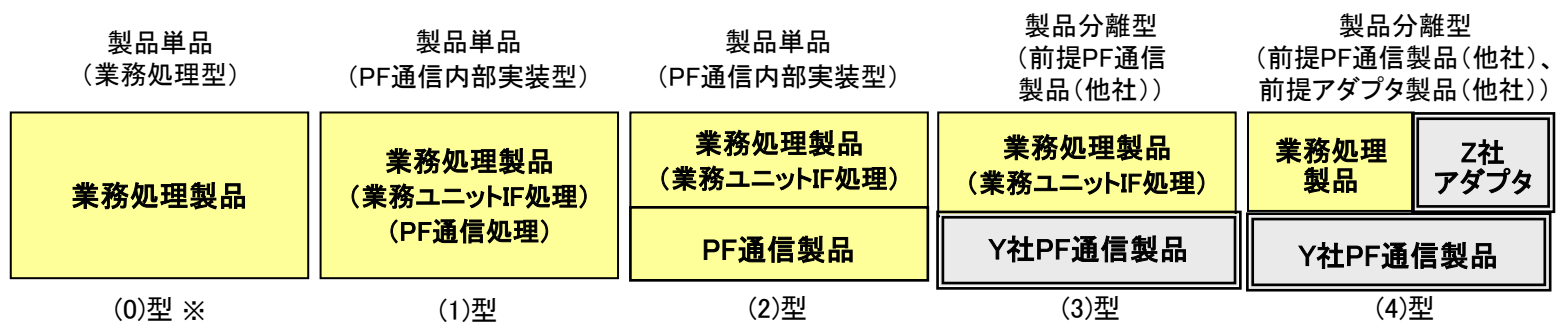 製品単品
（業務処理型）
製品単品
（PF通信内部実装型）
製品単品
（PF通信内部実装型）
製品分離型
（前提PF通信
製品（他社））
製品分離型
（前提PF通信製品（他社）、
前提アダプタ製品（他社））
業務処理製品
業務処理製品
（業務ユニットIF処理）
（PF通信処理）
業務処理製品
（業務ユニットIF処理）
PF通信製品
業務処理製品
（業務ユニットIF処理）
Y社PF通信製品
業務処理
製品
Z社
アダプタ
Y社PF通信製品
(0)型 ※
(1)型
(2)型
(3)型
(4)型